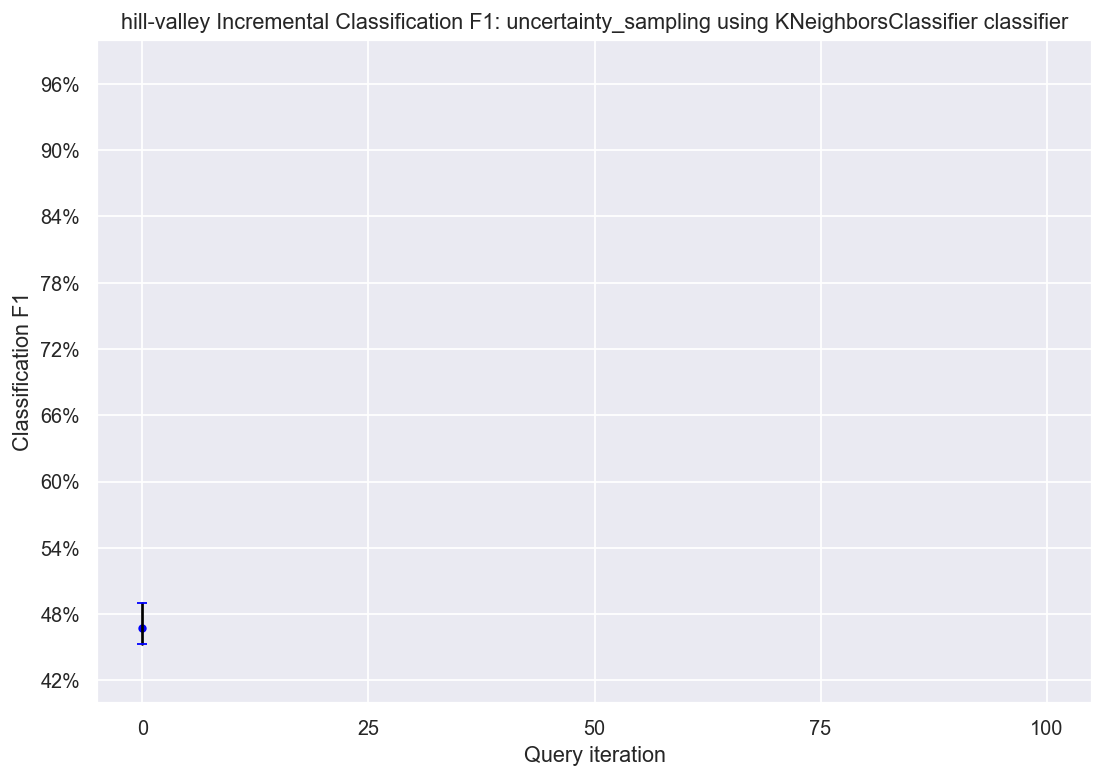 hill-valley Incremental Classification F1: uncertainty_sampling using KNeighborsClassifier classifier
96%
90%
84%
78%
72%
66%
60%
54%
48%
42%
Classification F1
0 25 50 75 100
Query iteration